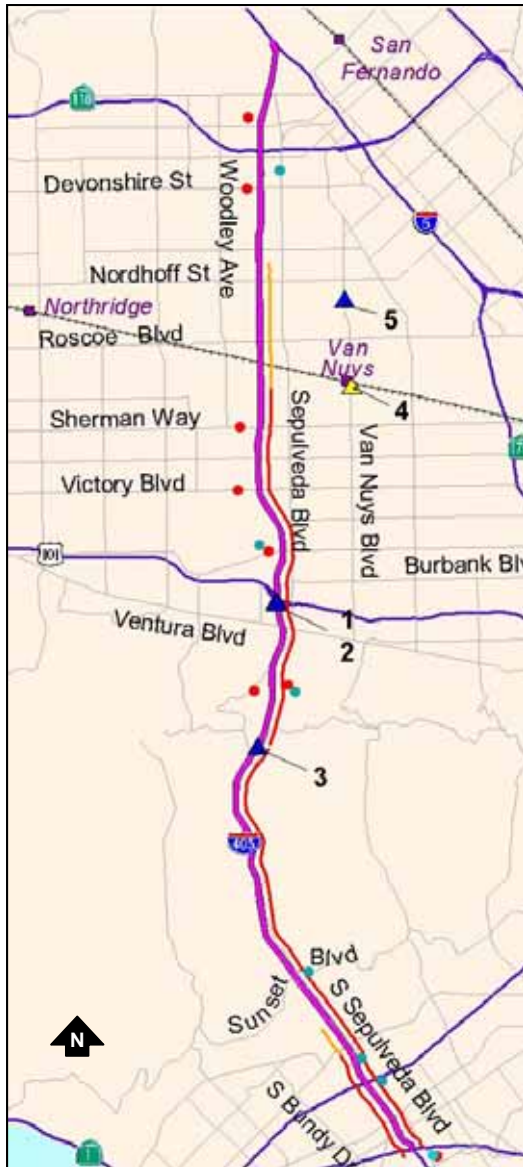 San
Fernando
118
Devonshire St
Woodley Ave
5
Nordhoff St
Northridge
5
Roscoe Blvd
Van
Nuys
4
Sherman Way
Sepulveda Blvd
Van Nuys Blvd
Victory Blvd
101
Burbank Blv
1
Ventura Blvd
2
3
405
Blvd
Sunset
S Sepulveda Blvd
N
S Bundy Dr
1